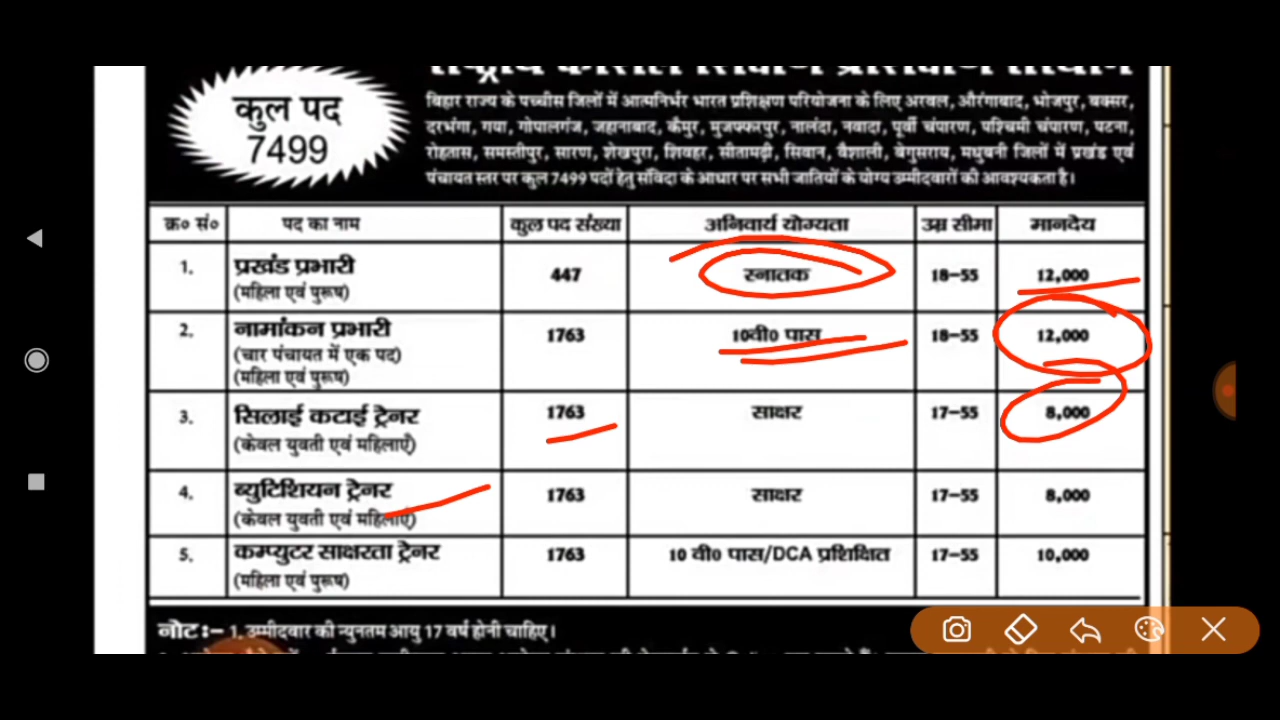 कुल पद
7499
राष्ट्रीय कौशल शिक्षण प्रशिक्षण संस्थान
बिहार राज्य के पच्चीस जिलों में आत्मनिर्भर भारत प्रशिक्षण परियोजना के लिए अरवल, औरंगाबाद, भोजपुर, बक्सर,
दरभंगा, गया, गोपालगंज, जहानाबाद, कैमुर, मुजफ्फरपुर, नालंदा, नवादा, पूर्वी चंपारण, पश्चिमी चंपारण, पटना,
रोहतास, समस्तीपुर, सारण, शेखपुरा, शिवहर, सीतामढ़ी, सिवान, वैशाली, बेगुसराय, मधुबनी जिलों में प्रखंड एवं
पंचायत स्तर पर कुल 7499 पदों हेतु संविदा के आधार पर सभी जातियों के योग्य उम्मीदवारों की आवश्यकता है।
क्र० सं० पद का नाम कुल पद संख्या अनिवार्य योग्यता उम्र सीमा मानदेय
1. प्रखंड प्रभारी 447 स्नातक 18-55 12,000
(महिला एवं पुरूष)
2. नामांकन प्रभारी 1763 10वी0 पास 18-55 12,000
(चार पंचायत में एक पद)
(महिला एवं पुरूष)
3. सिलाई कटाई ट्रेनर 1763 साक्षर 17-55 8,000
(केवल युवती एवं महिलाएँ)
4. ब्युटिशियन ट्रेनर 1763 साक्षर 17-55 8,000
(केवल युवती एवं महिलाएँ)
5. कम्प्युटर साक्षरता ट्रेनर 1763 10 वी0 पास/DCA प्रशिक्षित 17-55 10,000
(महिला एवं पुरूष)
नोट:- 1. उम्मीदवार की न्युनतम आयु 17 वर्ष होनी चाहिए।